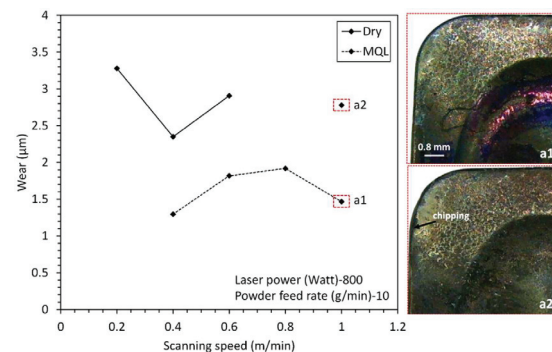 4
3.5
3
2.5
2
1.5
1
0.5
0
Wear (µm)
Dry
MQL
a2
a1
Laser power (Watt)-800
Powder feed rate (g/min)-10
0
0.2
0.4
0.6
0.8
1
1.2
Scanning speed (m/min)
0.8 mm
a1
chipping
a2